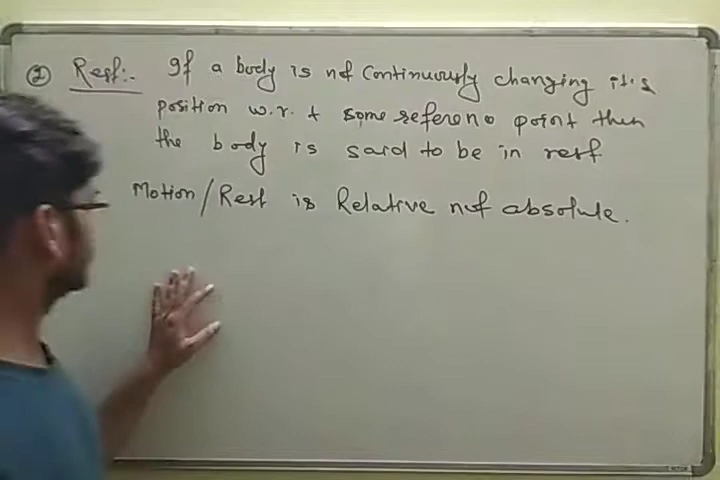 ② Rest:- If a body is not continuously changing it's
position w.r.t some reference point then
the body is said to be in rest
Motion/Rest is Relative not absolute.